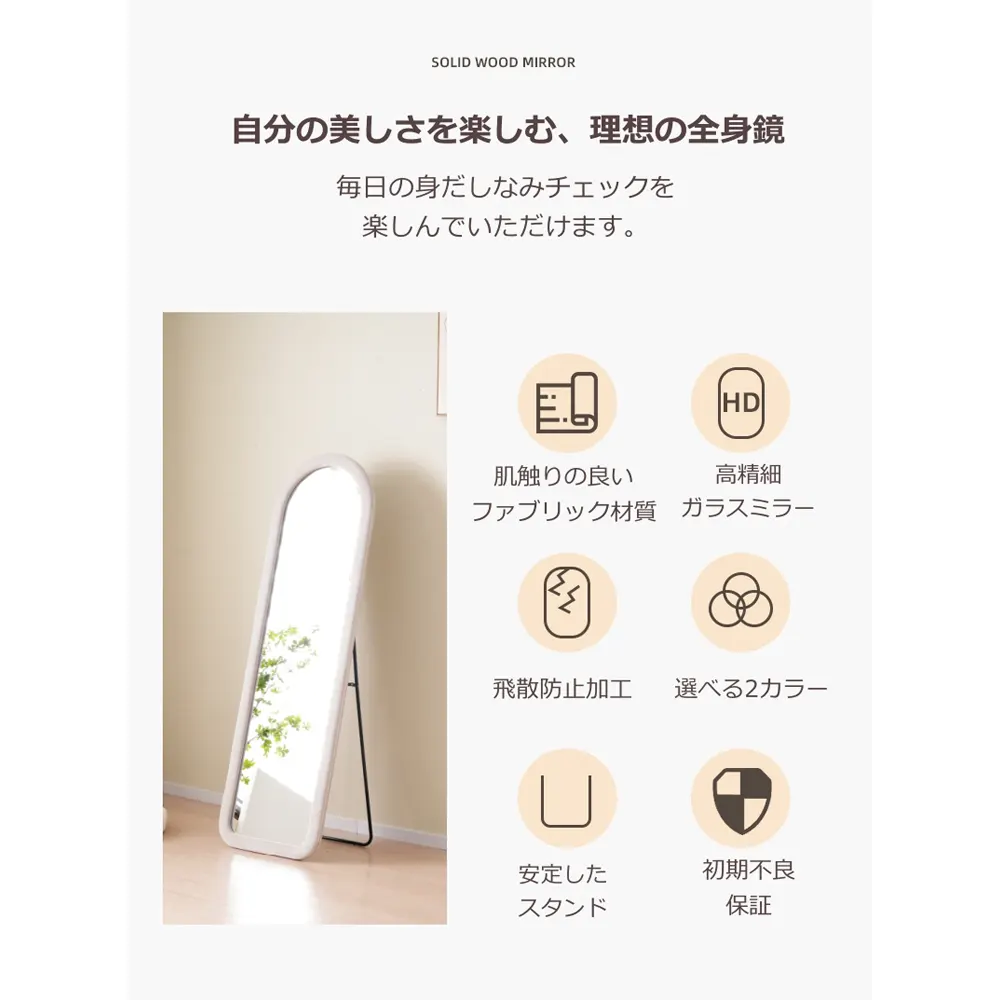 SOLID WOOD MIRROR
自分の美しさを楽しむ、理想の全身鏡
毎日の身だしなみチェックを
楽しんでいただけます。
肌触りの良い
ファブリック材質
HD
高精細
ガラスミラー
飛散防止加工
選べる2カラー
安定した
スタンド
初期不良
保証